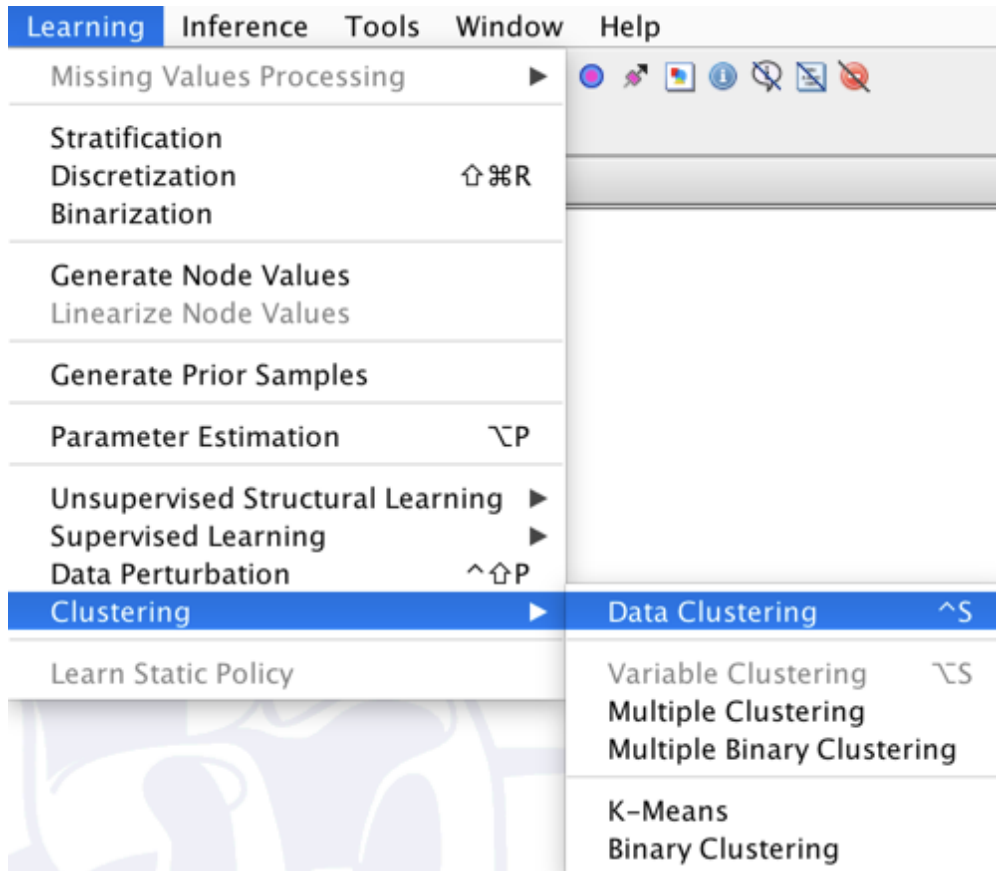 Learning Inference Tools Window Help
Missing Values Processing ▶
Stratification
Discretization ⇧⌘R
Binarization
Generate Node Values
Linearize Node Values
Generate Prior Samples
Parameter Estimation ⌥P
Unsupervised Structural Learning ▶
Supervised Learning ▶
Data Perturbation ^⇧P
Clustering ▶
Learn Static Policy
Data Clustering ^S
Variable Clustering ⌥S
Multiple Clustering
Multiple Binary Clustering
K-Means
Binary Clustering